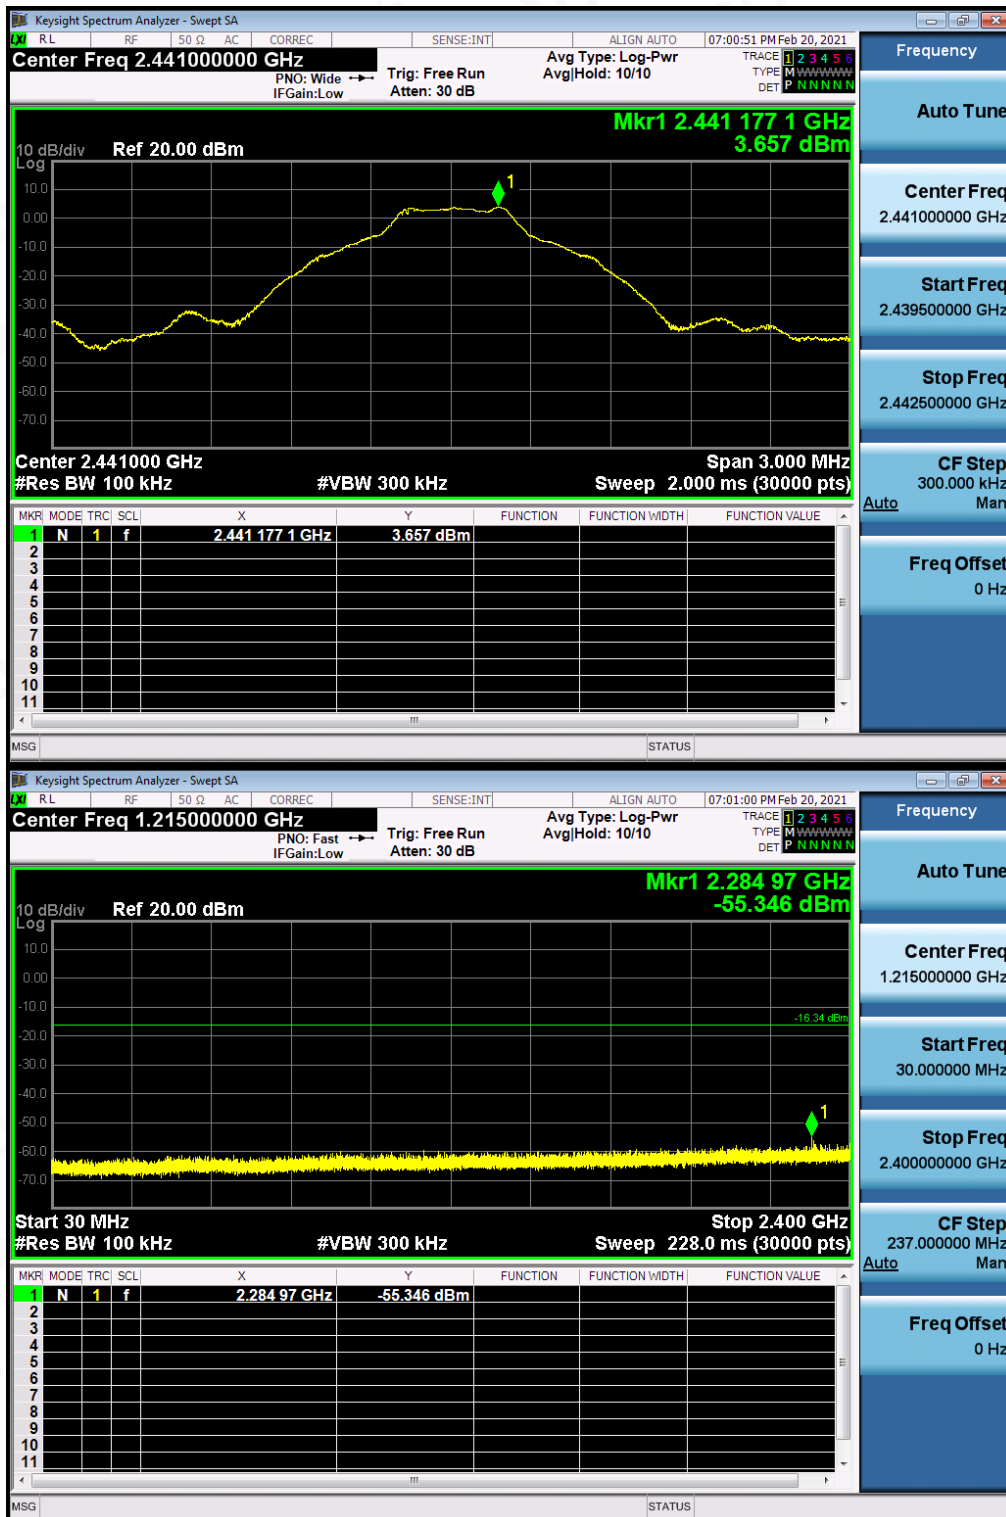 Keysight Spectrum Analyzer - Swept SA
LXI RL RF 50 Ω AC CORREC SENSE:INT ALIGN AUTO 07:00:51 PM Feb 20, 2021
Center Freq 2.441000000 GHz
PNO: Wide
IFGain:Low
Trig: Free Run
Atten: 30 dB
Avg Type: Log-Pwr
Avg|Hold: 10/10
TRACE 1 2 3 4 5 6
TYPE M WWWWW
DET P N N N N N
Mkr1 2.441 177 1 GHz
3.657 dBm
10 dB/div Ref 20.00 dBm
Log
10.0
0.00
-10.0
-20.0
-30.0
-40.0
-50.0
-60.0
-70.0
1
Center 2.441000 GHz Span 3.000 MHz
#Res BW 100 kHz #VBW 300 kHz Sweep 2.000 ms (30000 pts)
MKR MODE TRC SCL X Y FUNCTION FUNCTION WIDTH FUNCTION VALUE
1 N 1 f 2.441 177 1 GHz 3.657 dBm
2
3
4
5
6
7
8
9
10
11
MSG STATUS
Frequency
Auto Tune
Center Freq
2.441000000 GHz
Start Freq
2.439500000 GHz
Stop Freq
2.442500000 GHz
CF Step
300.000 kHz
Auto Man
Freq Offset
0 Hz
Keysight Spectrum Analyzer - Swept SA
LXI RL RF 50 Ω AC CORREC SENSE:INT ALIGN AUTO 07:01:00 PM Feb 20, 2021
Center Freq 1.215000000 GHz
PNO: Fast
IFGain:Low
Trig: Free Run
Atten: 30 dB
Avg Type: Log-Pwr
Avg|Hold: 10/10
TRACE 1 2 3 4 5 6
TYPE M WWWWW
DET P N N N N N
Mkr1 2.284 97 GHz
-55.346 dBm
10 dB/div Ref 20.00 dBm
Log
10.0
0.00
-10.0
-20.0
-30.0
-40.0
-50.0
-60.0
-70.0
-16.34 dBm
1
Start 30 MHz Stop 2.400 GHz
#Res BW 100 kHz #VBW 300 kHz Sweep 228.0 ms (30000 pts)
MKR MODE TRC SCL X Y FUNCTION FUNCTION WIDTH FUNCTION VALUE
1 N 1 f 2.284 97 GHz -55.346 dBm
2
3
4
5
6
7
8
9
10
11
MSG STATUS
Frequency
Auto Tune
Center Freq
1.215000000 GHz
Start Freq
30.000000 MHz
Stop Freq
2.400000000 GHz
CF Step
237.000000 MHz
Auto Man
Freq Offset
0 Hz